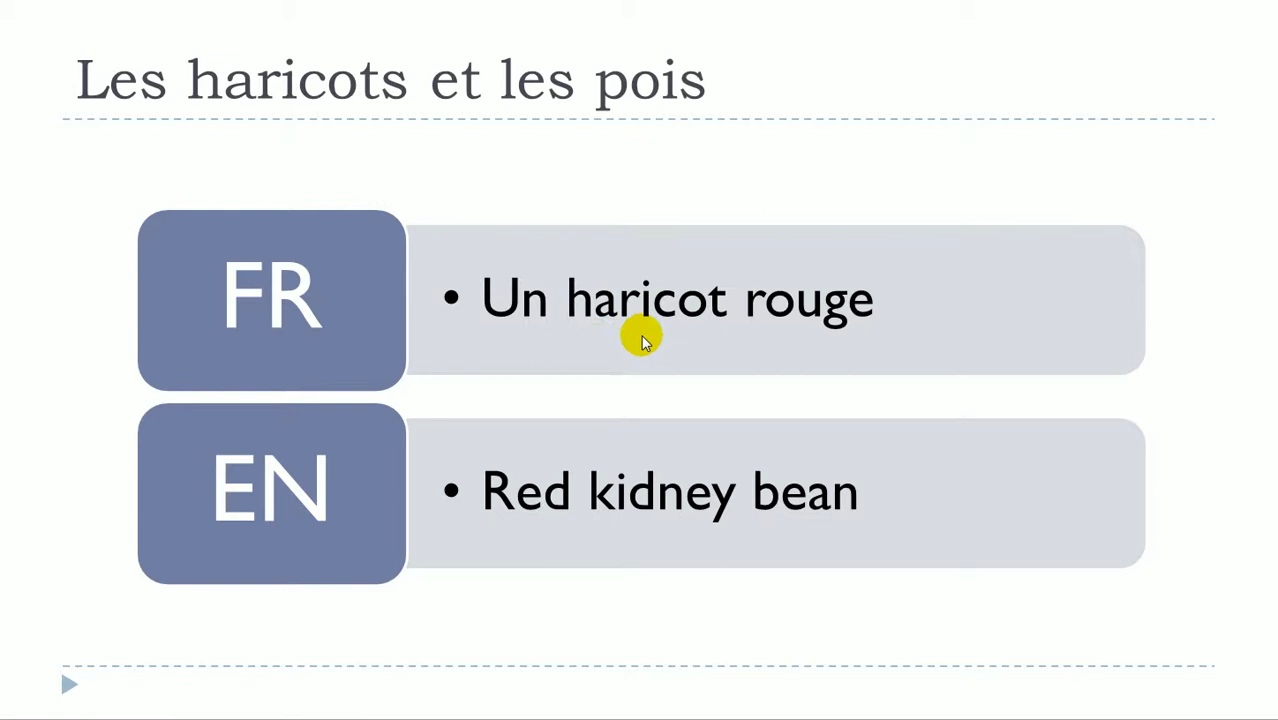 Les haricots et les pois
FR
• Un haricot rouge
EN
• Red kidney bean